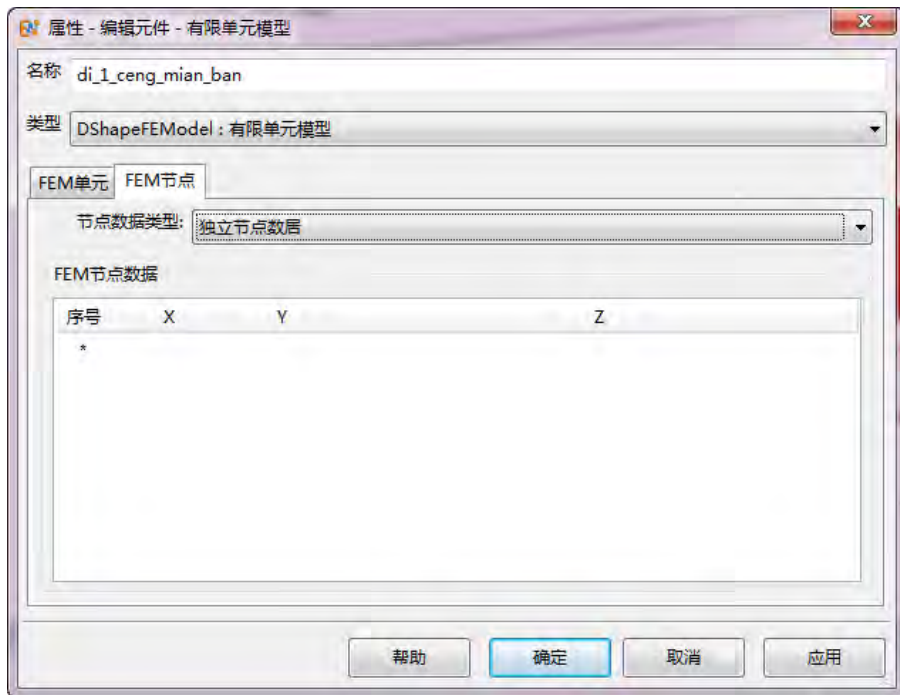 属性 - 编辑元件 - 有限单元模型
名称 di_1_ceng_mian_ban
类型 DShapeFEModel : 有限单元模型
FEM单元 FEM节点
节点数据类型: 独立节点数居
FEM节点数据
序号 X Y Z
*
帮助 确定 取消 应用